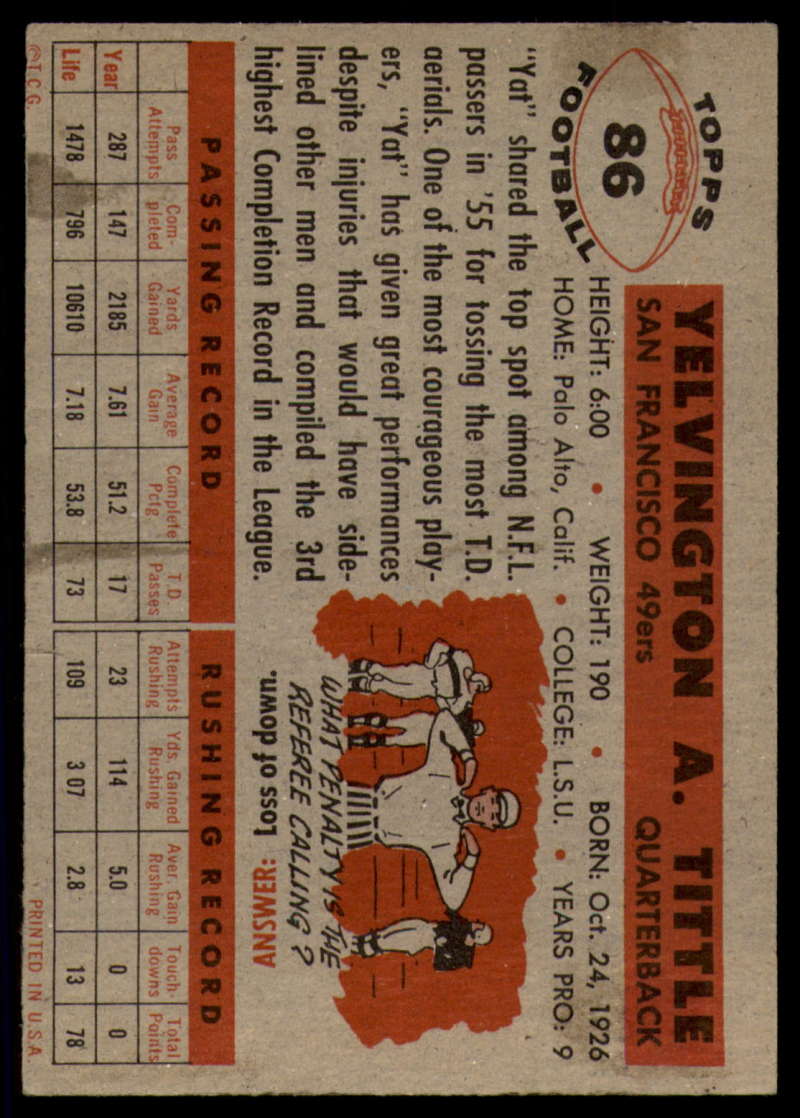 TOPPS
86
FOOTBALL
YELVINGTON A. TITTLE
SAN FRANCISCO 49ers QUARTERBACK
HEIGHT: 6:00 • WEIGHT: 190 • BORN: Oct. 24, 1926
HOME: Palo Alto, Calif. • COLLEGE: L.S.U. • YEARS PRO: 9
"Yat" shared the top spot among N.F.L.
passers in '55 for tossing the most T.D.
aerials. One of the most courageous play-
ers, "Yat" has given great performances
despite injuries that would have side-
lined other men and compiled the 3rd
highest Completion Record in the League.
WHAT PENALTY IS THE
REFEREE CALLING?
ANSWER: Loss of down.
PASSING RECORD RUSHING RECORD
Pass Attempts Com- pleted Yards Gained Average Gain Complete Pctg T.D. Passes Attempts Rushing Yds. Gained Rushing Aver. Gain Rushing Touch- downs Total Points
Year 287 147 2185 7.61 51.2 17 23 114 5.0 0 0
Life 1478 796 10610 7.18 53.8 73 109 3 07 2.8 13 78
©T.C.G. PRINTED IN U.S.A.